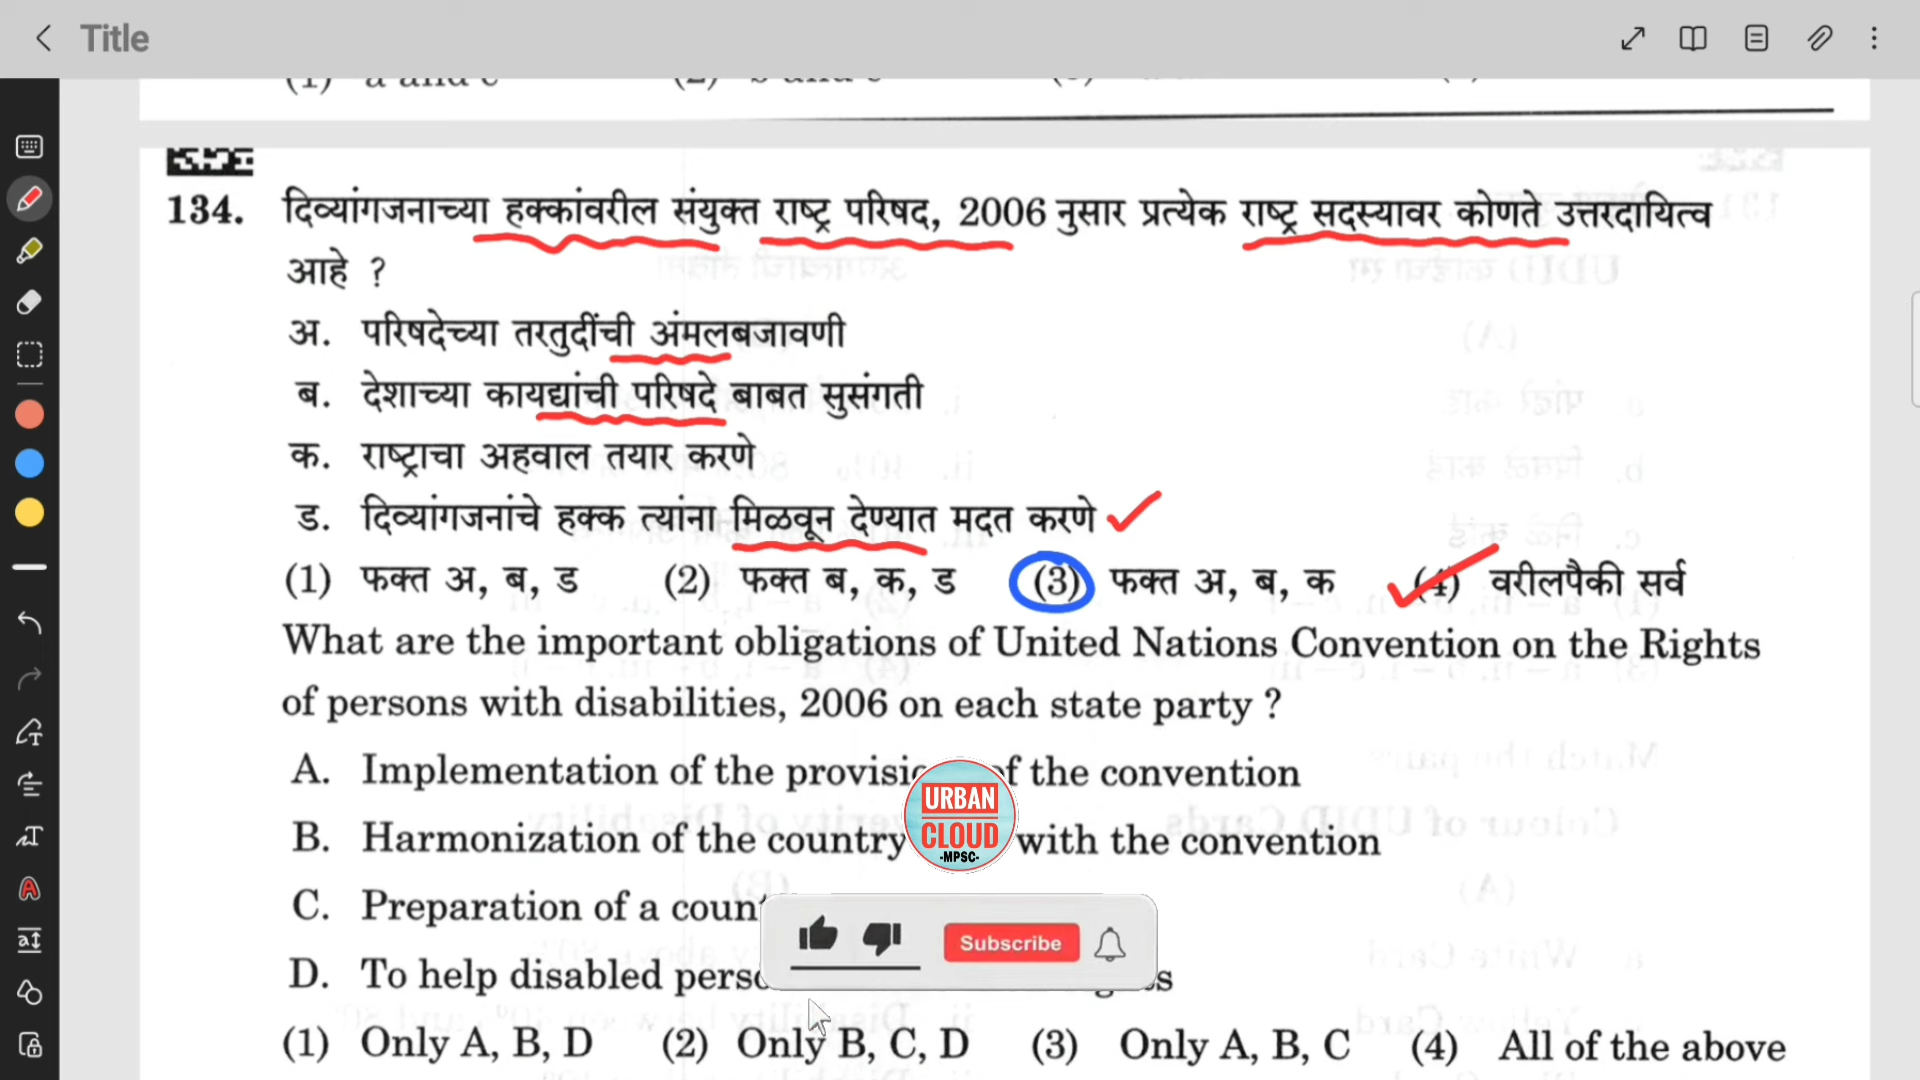 Title
(1) a and c (2) b and c
134. दिव्यांगजनाच्या हक्कांवरील संयुक्त राष्ट्र परिषद, 2006 नुसार प्रत्येक राष्ट्र सदस्यावर कोणते उत्तरदायित्व
आहे ?
अ. परिषदेच्या तरतुदींची अंमलबजावणी
ब. देशाच्या कायद्यांची परिषदे बाबत सुसंगती
क. राष्ट्राचा अहवाल तयार करणे
ड. दिव्यांगजनांचे हक्क त्यांना मिळवून देण्यात मदत करणे
(1) फक्त अ, ब, ड (2) फक्त ब, क, ड (3) फक्त अ, ब, क (4) वरीलपैकी सर्व
What are the important obligations of United Nations Convention on the Rights
of persons with disabilities, 2006 on each state party ?
A. Implementation of the of the convention
B. Harmonization of the country with the convention
C. Preparation of a
D. To help disabled
(1) Only A, B, D (2) Only B, C, D (3) Only A, B, C (4) All of the above
URBAN
CLOUD
-MPSC-
Subscribe